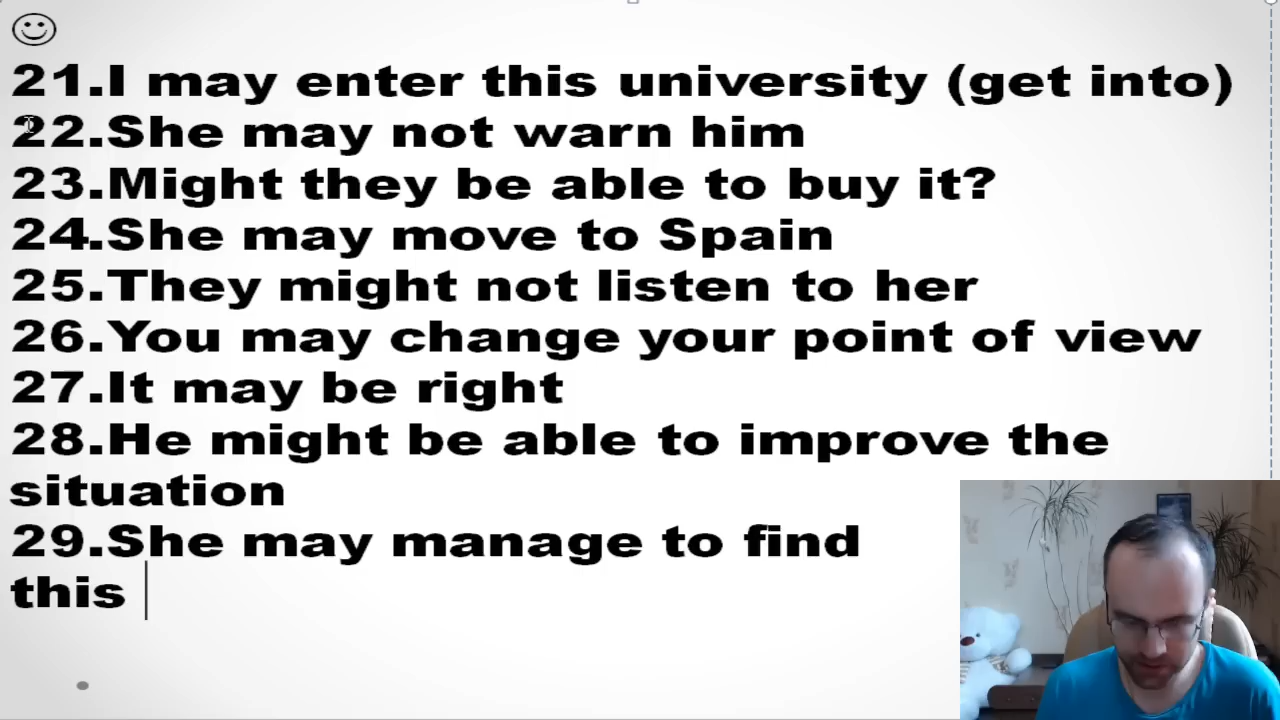 21.I may enter this university (get into)
22.She may not warn him
23.Might they be able to buy it?
24.She may move to Spain
25.They might not listen to her
26.You may change your point of view
27.It may be right
28.He might be able to improve the
situation
29.She may manage to find
this